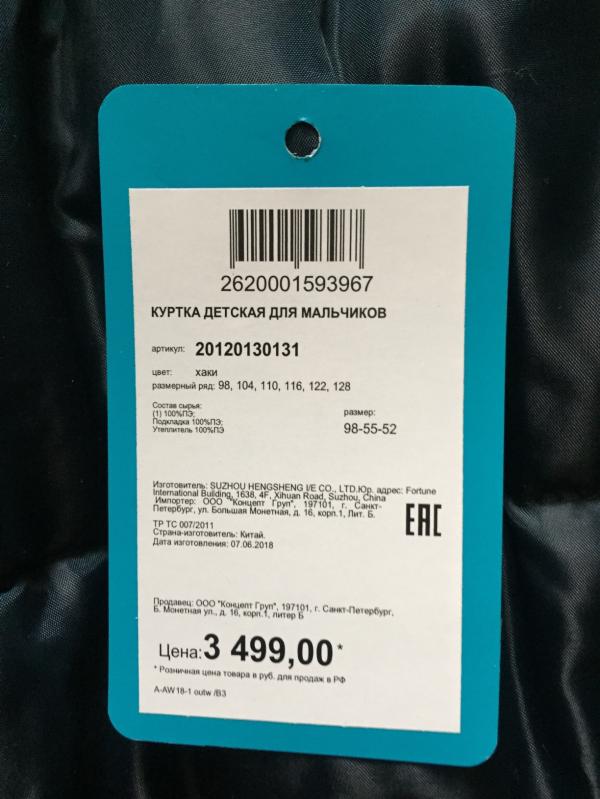 2620001593967
КУРТКА ДЕТСКАЯ ДЛЯ МАЛЬЧИКОВ
артикул: 20120130131
цвет: хаки
размерный ряд: 98, 104, 110, 116, 122, 128
Состав сырья:
(1) 100%ПЭ;
Подкладка 100%ПЭ;
Утеплитель 100%ПЭ
размер:
98-55-52
Изготовитель: SUZHOU HENGSHENG I/E CO., LTD.Юр. адрес: Fortune
International Building, 1638, 4F, Xihuan Road, Suzhou, China
Импортер: ООО "Концепт Груп", 197101, г. Санкт-
Петербург, ул. Большая Монетная, д. 16, корп.1, Лит. Б.
ТР ТС 007/2011
Страна-изготовитель: Китай.
Дата изготовления: 07.06.2018
ЕАС
Продавец: ООО "Концепт Груп", 197101, г. Санкт-Петербург,
Б. Монетная ул., д. 16, корп.1, литер Б
Цена: 3 499,00*
* Розничная цена товара в руб. для продаж в РФ
A-AW18-1 outw /B3